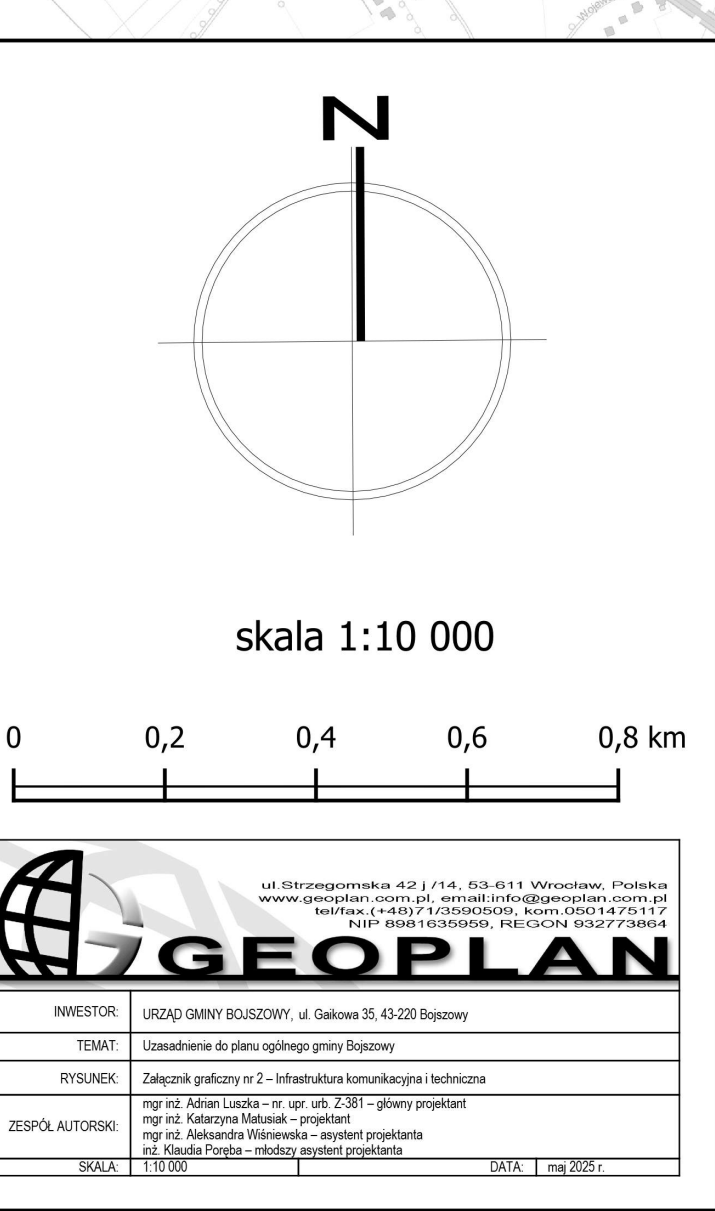 Wojew
N
skala 1:10 000
0 0,2 0,4 0,6 0,8 km
ul.Strzegomska 42 j /14, 53-611 Wrocław, Polska
www.geoplan.com.pl, email:info@geoplan.com.pl
tel/fax.(+48)71/3590509, kom.0501475117
NIP 8981635959, REGON 932773864
GEOPLAN
INWESTOR: URZĄD GMINY BOJSZOWY, ul. Gaikowa 35, 43-220 Bojszowy
TEMAT: Uzasadnienie do planu ogólnego gminy Bojszowy
RYSUNEK: Załącznik graficzny nr 2 – Infrastruktura komunikacyjna i techniczna
ZESPÓŁ AUTORSKI: mgr inż. Adrian Luszka – nr. upr. urb. Z-381 – główny projektant
mgr inż. Katarzyna Matusiak – projektant
mgr inż. Aleksandra Wiśniewska – asystent projektanta
inż. Klaudia Poręba – młodszy asystent projektanta
SKALA: 1:10 000 DATA: maj 2025 r.